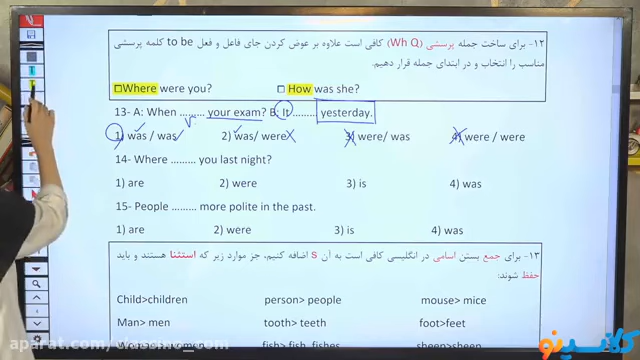 ۱۲- برای ساخت جمله پرسشی (Wh Q) کافی است علاوه بر عوض کردن جای فاعل و فعل to be کلمه پرسشی
مناسب را انتخاب و در ابتدای جمله قرار دهیم.
Where were you? How was she?
13- A: When ......... your exam? B: It ......... yesterday.
1) was / was 2) was/ were 3) were/ was 4) were / were
14- Where ......... you last night?
1) are 2) were 3) is 4) was
15- People ......... more polite in the past.
1) are 2) were 3) is 4) was
۱۳- برای جمع بستن اسامی در انگلیسی کافی است به آن s اضافه کنیم، جز موارد زیر که استثنا هستند و باید
حفظ شوند:
Child>children person> people mouse> mice
Man> men tooth> teeth foot>feet
fish> fish, fishes sheep>sheep
کلاسینو